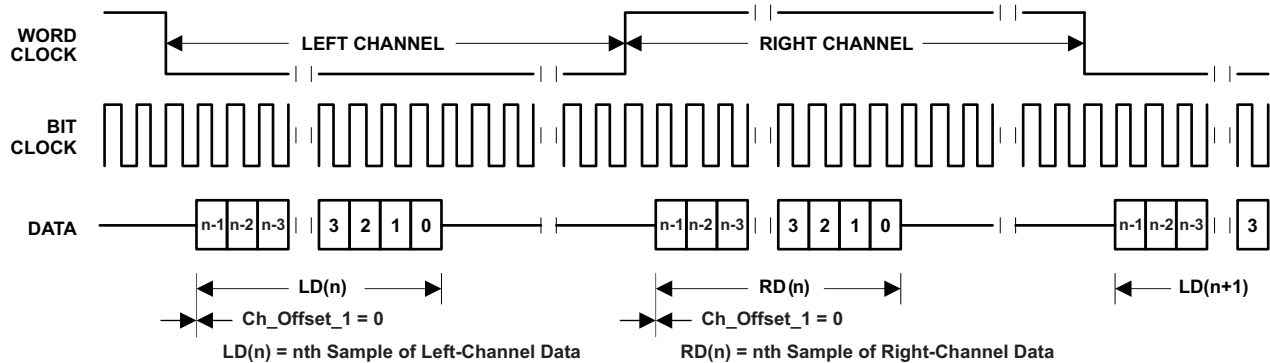 WORD CLOCK
LEFT CHANNEL
RIGHT CHANNEL
BIT CLOCK
DATA
n-1 n-2 n-3 3 2 1 0
n-1 n-2 n-3 3 2 1 0
n-1 n-2 n-3 3
LD(n)
RD(n)
LD(n+1)
Ch_Offset_1 = 0
Ch_Offset_1 = 0
LD(n) = nth Sample of Left-Channel Data
RD(n) = nth Sample of Right-Channel Data